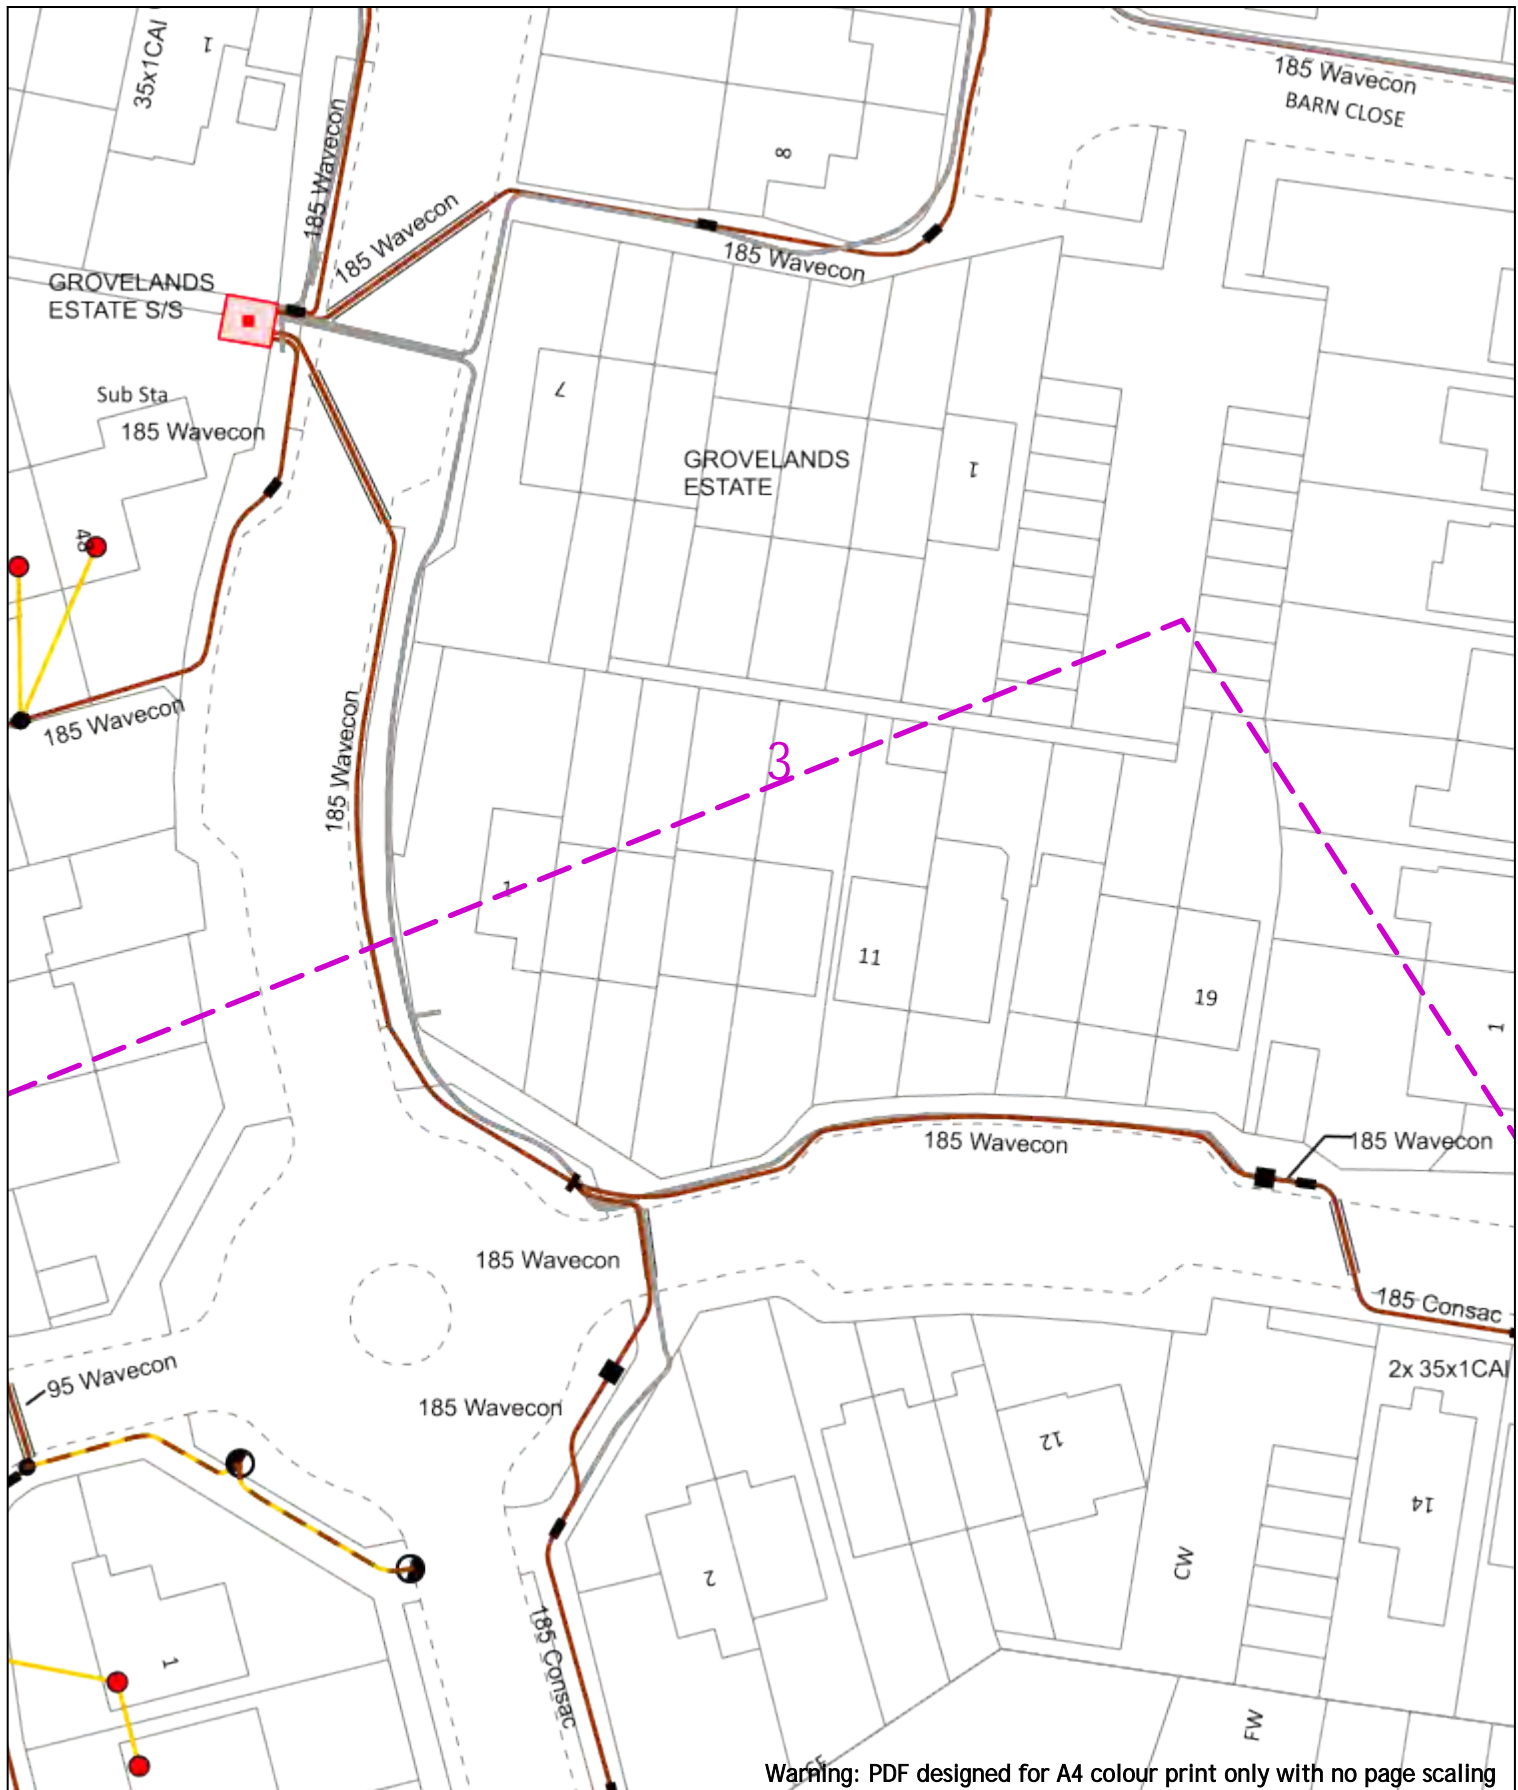 35x1CAI
1
185 Wavecon
BARN CLOSE
185 Wavecon
185 Wavecon
8
185 Wavecon
GROVELANDS
ESTATE S/S
Sub Sta
185 Wavecon
7
GROVELANDS
ESTATE
1
48
185 Wavecon
185 Wavecon
3
1
11
19
1
185 Wavecon
185 Wavecon
185 Wavecon
185 Consac
95 Wavecon
2x 35x1CAI
185 Wavecon
12
14
CW
2
1
185 Consac
FW
Warning: PDF designed for A4 colour print only with no page scaling